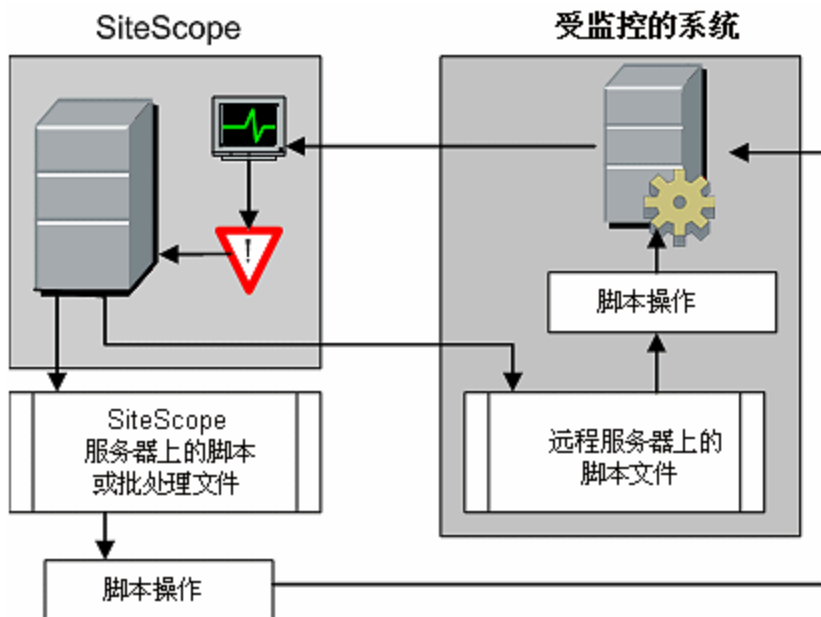 SiteScope
受监控的系统
!
脚本操作
SiteScope
服务器上的脚本
或批处理文件
远程服务器上的
脚本文件
脚本操作